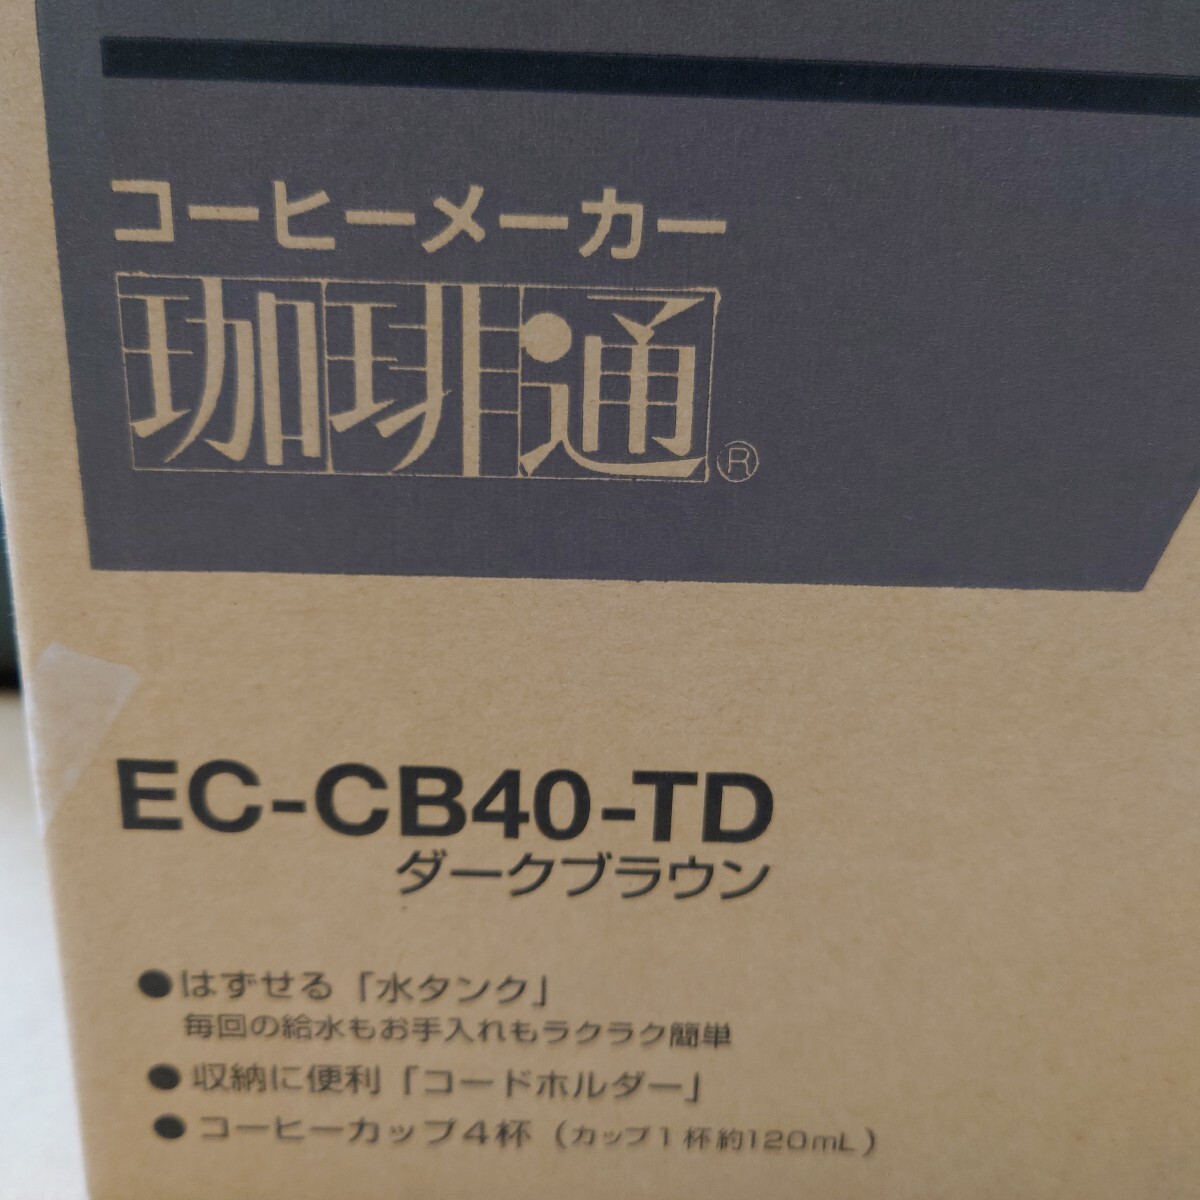 コーヒーメーカー
珈琲通®
EC-CB40-TD
ダークブラウン
●はずせる「水タンク」
毎回の給水もお手入れもラクラク簡単
●収納に便利「コードホルダー」
●コーヒーカップ4杯（カップ1杯約120mL）